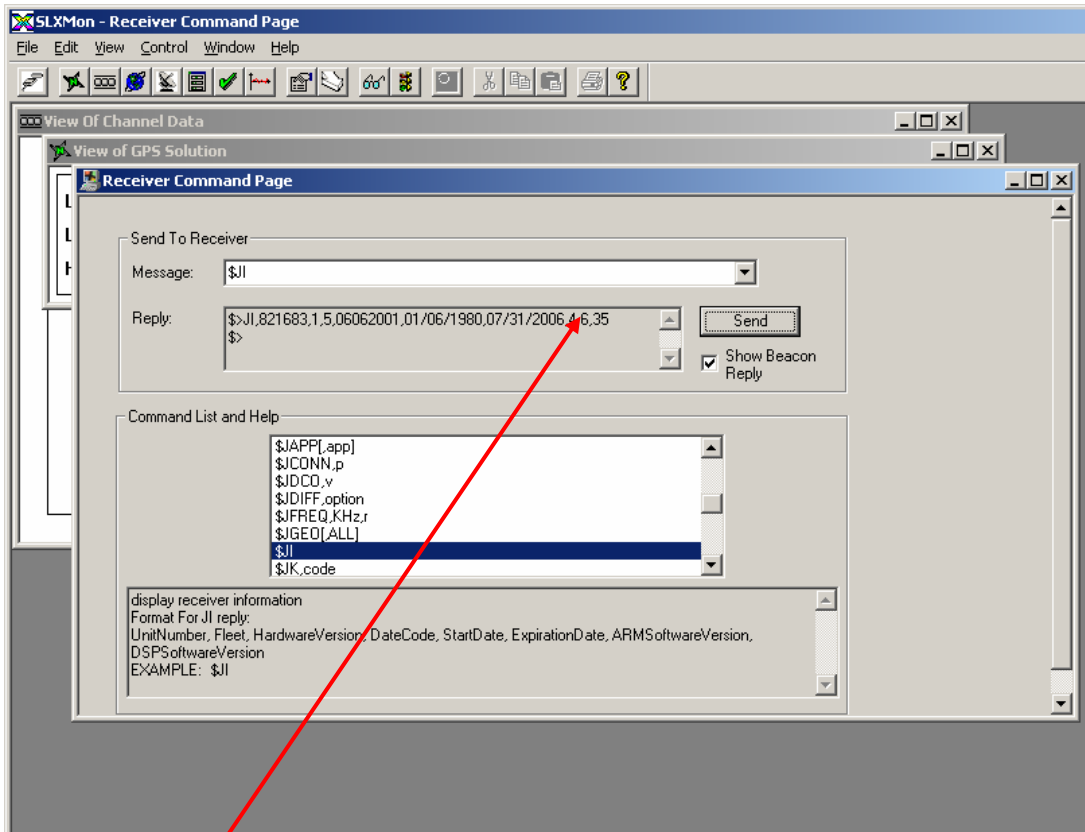 SLXMon - Receiver Command Page
File Edit View Control Window Help
View Of Channel Data
View of GPS Solution
Receiver Command Page
Send To Receiver
Message: $JI
Reply: $>JI,821683,1,5,06062001,01/06/1980,07/31/2006,4.6,35
$>
Send
Show Beacon
Reply
Command List and Help
$JAPP[,app]
$JCONN,p
$JDCO,v
$JDIFF,option
$JFREQ,KHz,r
$JGEO[,ALL]
$JI
$JK,code
display receiver information
Format For JI reply:
UnitNumber, Fleet, HardwareVersion, DateCode, StartDate, ExpirationDate, ARMSoftwareVersion,
DSPSoftwareVersion
EXAMPLE: $JI